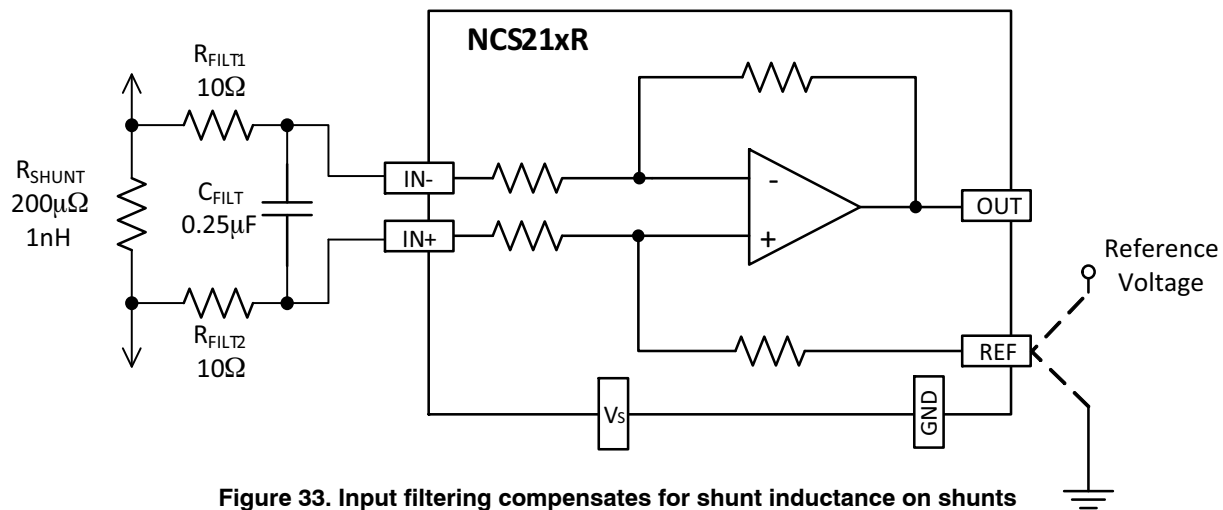 NCS21xR
RFILT1
10Ω
RSHUNT
200μΩ
1nH
CFILT
0.25μF
RFILT2
10Ω
IN-
IN+
-
+
OUT
REF
Reference
Voltage
VS
GND
Figure 33. Input filtering compensates for shunt inductance on shunts